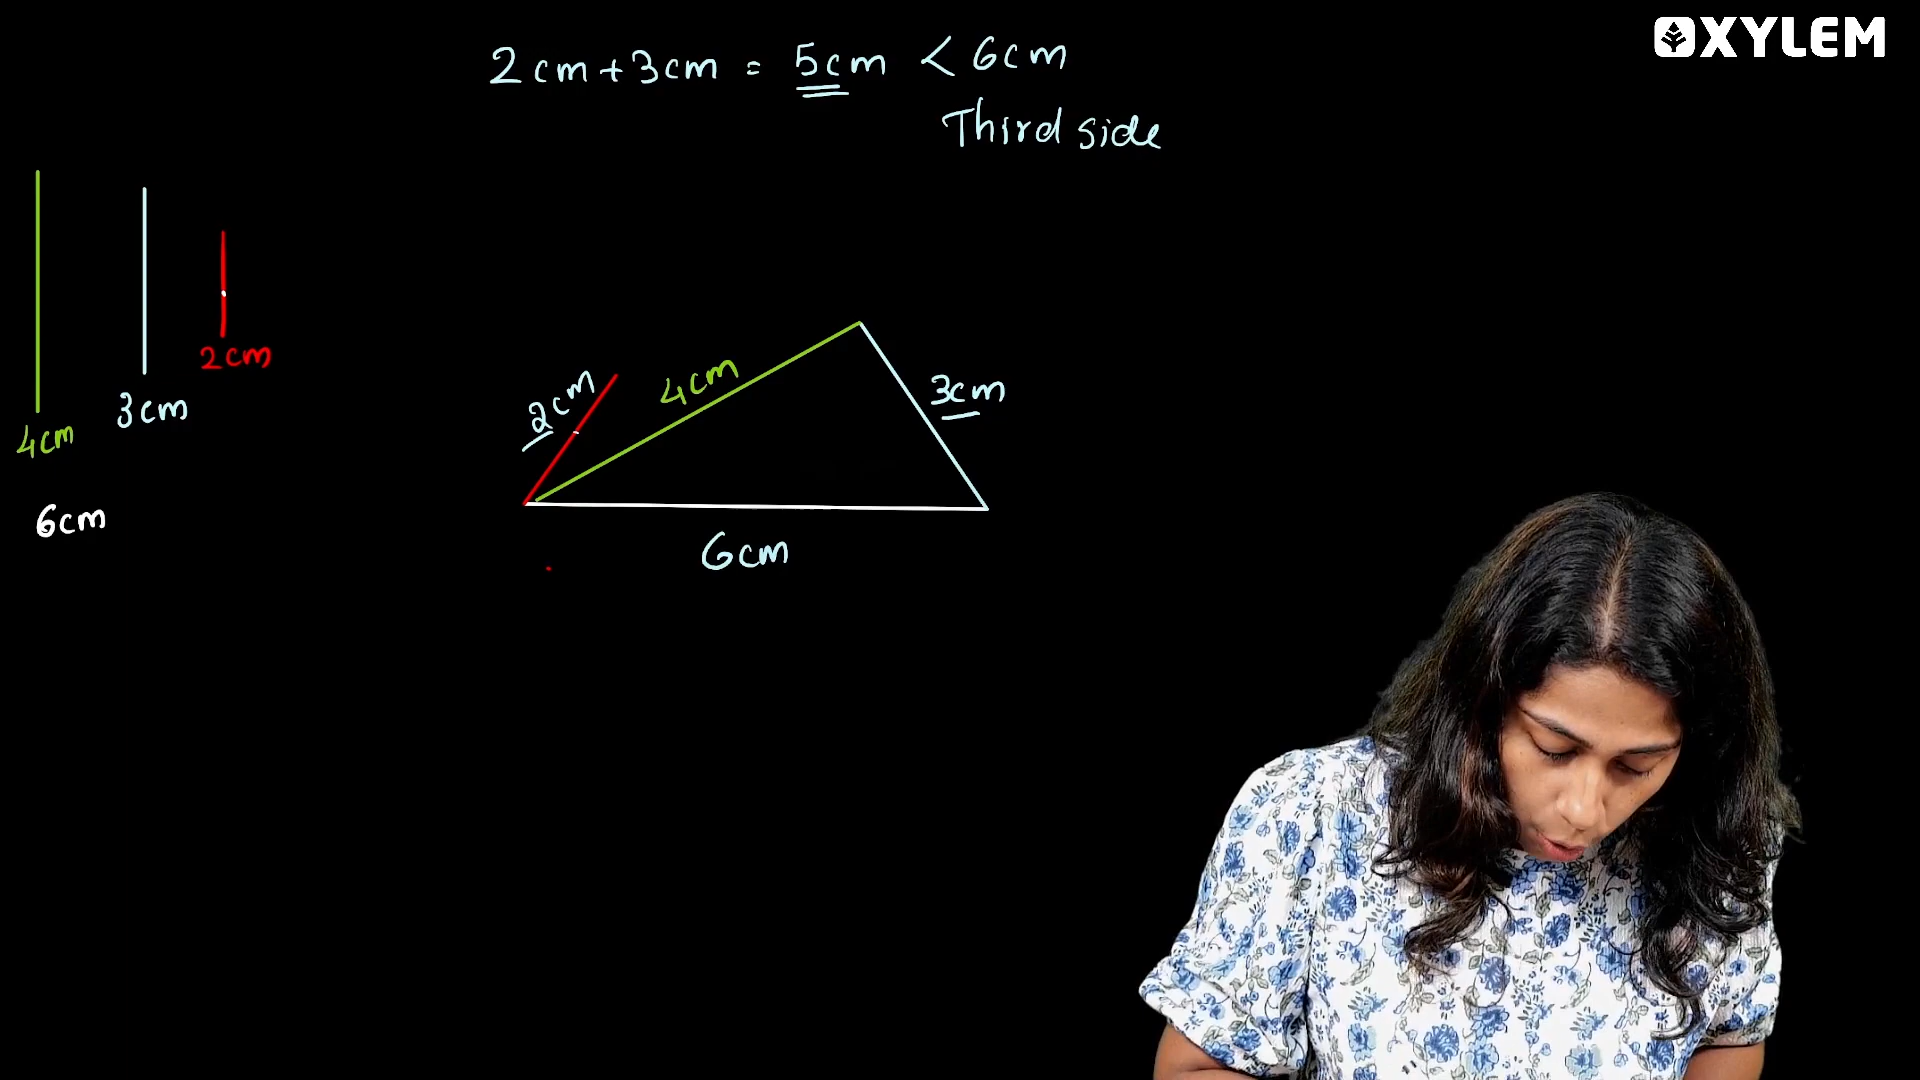 XYLEM
2cm + 3cm = 5cm < 6cm
Third side
4cm
3cm
2cm
6cm
2cm
4cm
3cm
6cm